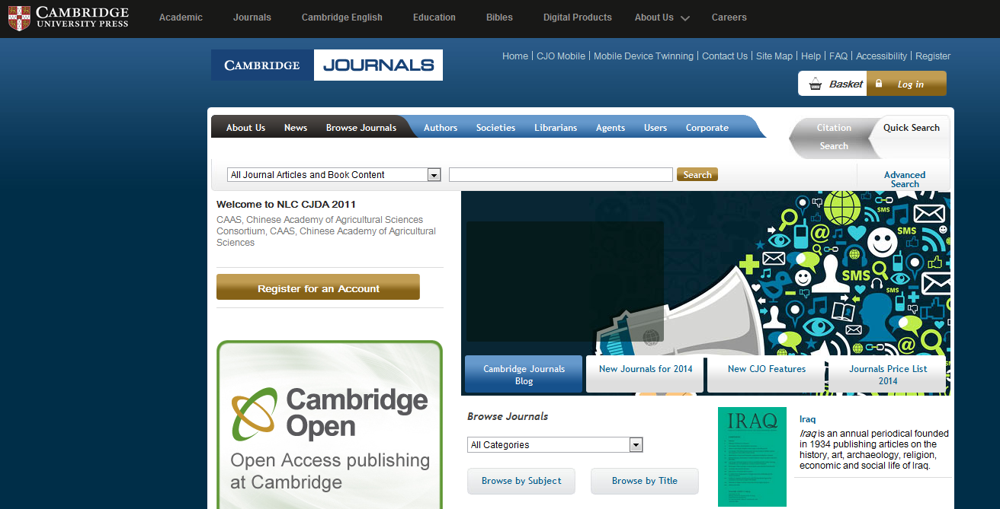 CAMBRIDGE
UNIVERSITY PRESS
Academic
Journals
Cambridge English
Education
Bibles
Digital Products
About Us
Careers
CAMBRIDGE JOURNALS
Home | CJO Mobile | Mobile Device Twinning | Contact Us | Site Map | Help | FAQ | Accessibility | Register
Basket
Log in
About Us
News
Browse Journals
Authors
Societies
Librarians
Agents
Users
Corporate
Citation
Search
Quick Search
All Journal Articles and Book Content
Search
Advanced
Search
Welcome to NLC CJDA 2011
CAAS, Chinese Academy of Agricultural Sciences
Consortium, CAAS, Chinese Academy of Agricultural
Sciences
Register for an Account
Cambridge
Open
Open Access publishing
at Cambridge
SMS
SMS
SMS
SMS
Cambridge Journals
Blog
New Journals for 2014
New CJO Features
Journals Price List
2014
Browse Journals
All Categories
Browse by Subject
Browse by Title
IRAQ
Iraq
Iraq is an annual periodical founded
in 1934 publishing articles on the
history, art, archaeology, religion,
economic and social life of Iraq.